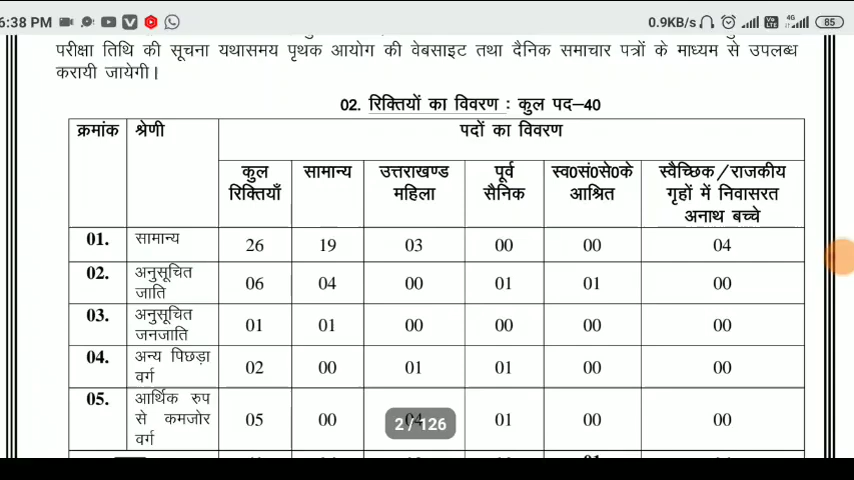 6:38 PM
0.9KB/s 4G 85
परीक्षा तिथि की सूचना यथासमय पृथक आयोग की वेबसाइट तथा दैनिक समाचार पत्रों के माध्यम से उपलब्ध
करायी जायेगी।
02. रिक्तियों का विवरण : कुल पद–40
क्रमांक श्रेणी पदों का विवरण
कुल रिक्तियाँ सामान्य उत्तराखण्ड महिला पूर्व सैनिक स्व0सं0से0के आश्रित स्वैच्छिक/राजकीय गृहों में निवासरत अनाथ बच्चे
01. सामान्य 26 19 03 00 00 04
02. अनुसूचित जाति 06 04 00 01 01 00
03. अनुसूचित जनजाति 01 01 00 00 00 00
04. अन्य पिछड़ा वर्ग 02 00 01 01 00 00
05. आर्थिक रुप से कमजोर वर्ग 05 00 04 01 00 00
2 / 126